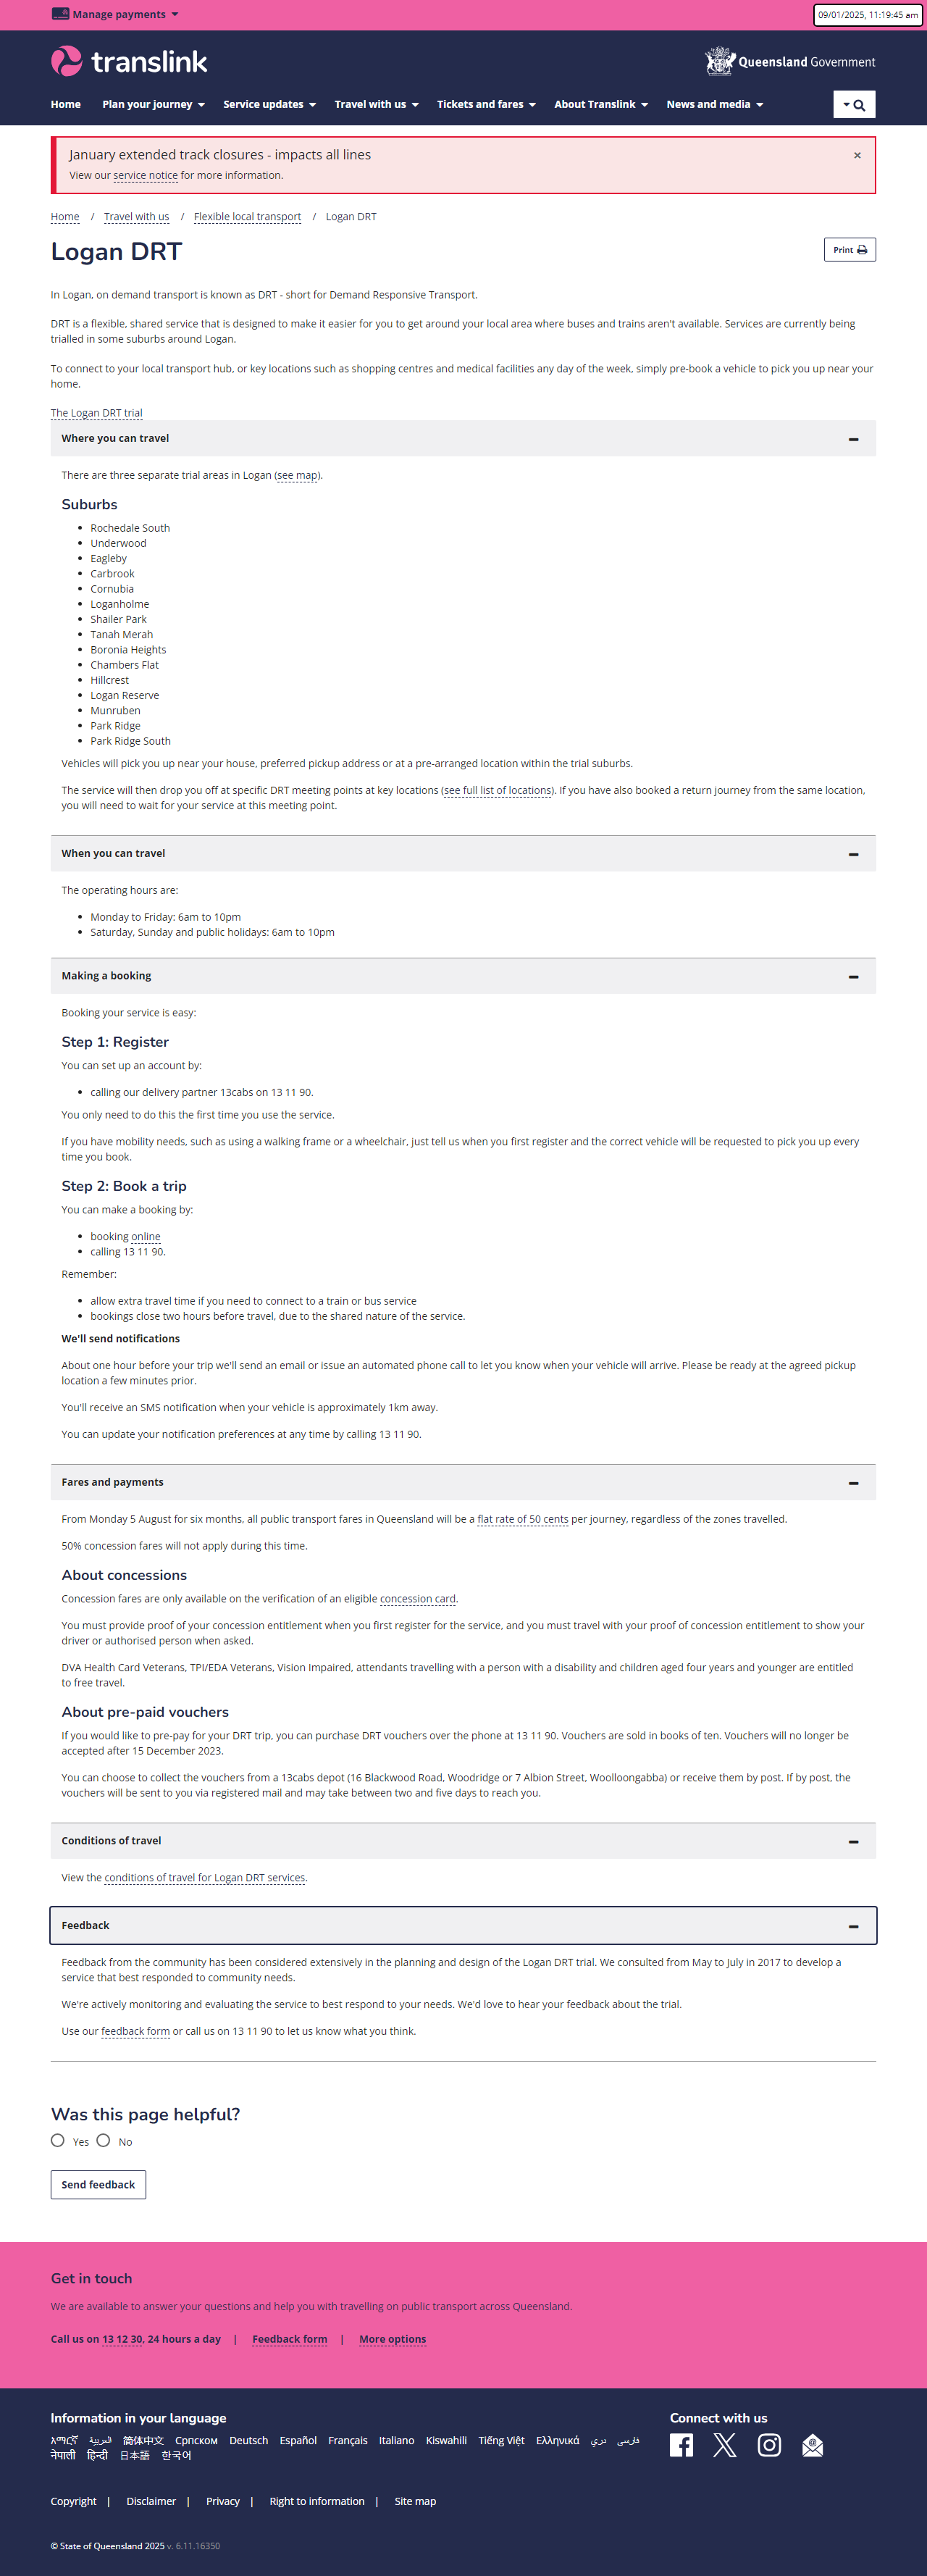 Manage payments
09/01/2025, 11:19:45 am
translink
Queensland Government
Home Plan your journey Service updates Travel with us Tickets and fares About Translink News and media
January extended track closures - impacts all lines
×
View our service notice for more information.
Home / Travel with us / Flexible local transport / Logan DRT
Logan DRT
Print
In Logan, on demand transport is known as DRT - short for Demand Responsive Transport.
DRT is a flexible, shared service that is designed to make it easier for you to get around your local area where buses and trains aren't available. Services are currently being
trialled in some suburbs around Logan.
To connect to your local transport hub, or key locations such as shopping centres and medical facilities any day of the week, simply pre-book a vehicle to pick you up near your
home.
The Logan DRT trial
Where you can travel
There are three separate trial areas in Logan (see map).
Suburbs
• Rochedale South
• Underwood
• Eagleby
• Carbrook
• Cornubia
• Loganholme
• Shailer Park
• Tanah Merah
• Boronia Heights
• Chambers Flat
• Hillcrest
• Logan Reserve
• Munruben
• Park Ridge
• Park Ridge South
Vehicles will pick you up near your house, preferred pickup address or at a pre-arranged location within the trial suburbs.
The service will then drop you off at specific DRT meeting points at key locations (see full list of locations). If you have also booked a return journey from the same location,
you will need to wait for your service at this meeting point.
When you can travel
The operating hours are:
• Monday to Friday: 6am to 10pm
• Saturday, Sunday and public holidays: 6am to 10pm
Making a booking
Booking your service is easy:
Step 1: Register
You can set up an account by:
• calling our delivery partner 13cabs on 13 11 90.
You only need to do this the first time you use the service.
If you have mobility needs, such as using a walking frame or a wheelchair, just tell us when you first register and the correct vehicle will be requested to pick you up every
time you book.
Step 2: Book a trip
You can make a booking by:
• booking online
• calling 13 11 90.
Remember:
• allow extra travel time if you need to connect to a train or bus service
• bookings close two hours before travel, due to the shared nature of the service.
We'll send notifications
About one hour before your trip we'll send an email or issue an automated phone call to let you know when your vehicle will arrive. Please be ready at the agreed pickup
location a few minutes prior.
You'll receive an SMS notification when your vehicle is approximately 1km away.
You can update your notification preferences at any time by calling 13 11 90.
Fares and payments
From Monday 5 August for six months, all public transport fares in Queensland will be a flat rate of 50 cents per journey, regardless of the zones travelled.
50% concession fares will not apply during this time.
About concessions
Concession fares are only available on the verification of an eligible concession card.
You must provide proof of your concession entitlement when you first register for the service, and you must travel with your proof of concession entitlement to show your
driver or authorised person when asked.
DVA Health Card Veterans, TPI/EDA Veterans, Vision Impaired, attendants travelling with a person with a disability and children aged four years and younger are entitled
to free travel.
About pre-paid vouchers
If you would like to pre-pay for your DRT trip, you can purchase DRT vouchers over the phone at 13 11 90. Vouchers are sold in books of ten. Vouchers will no longer be
accepted after 15 December 2023.
You can choose to collect the vouchers from a 13cabs depot (16 Blackwood Road, Woodridge or 7 Albion Street, Woolloongabba) or receive them by post. If by post, the
vouchers will be sent to you via registered mail and may take between two and five days to reach you.
Conditions of travel
View the conditions of travel for Logan DRT services.
Feedback
Feedback from the community has been considered extensively in the planning and design of the Logan DRT trial. We consulted from May to July in 2017 to develop a
service that best responded to community needs.
We're actively monitoring and evaluating the service to best respond to your needs. We'd love to hear your feedback about the trial.
Use our feedback form or call us on 13 11 90 to let us know what you think.
Was this page helpful?
Yes No
Send feedback
Get in touch
We are available to answer your questions and help you with travelling on public transport across Queensland.
Call us on 13 12 30, 24 hours a day | Feedback form | More options
Information in your language
Connect with us
አማርኛ العربية 简体中文 Српском Deutsch Español Français Italiano Kiswahili Tiếng Việt Ελληνικά دري فارسی
नेपाली हिन्दी 日本語 한국어
Copyright | Disclaimer | Privacy | Right to information | Site map
© State of Queensland 2025 v. 6.11.16350